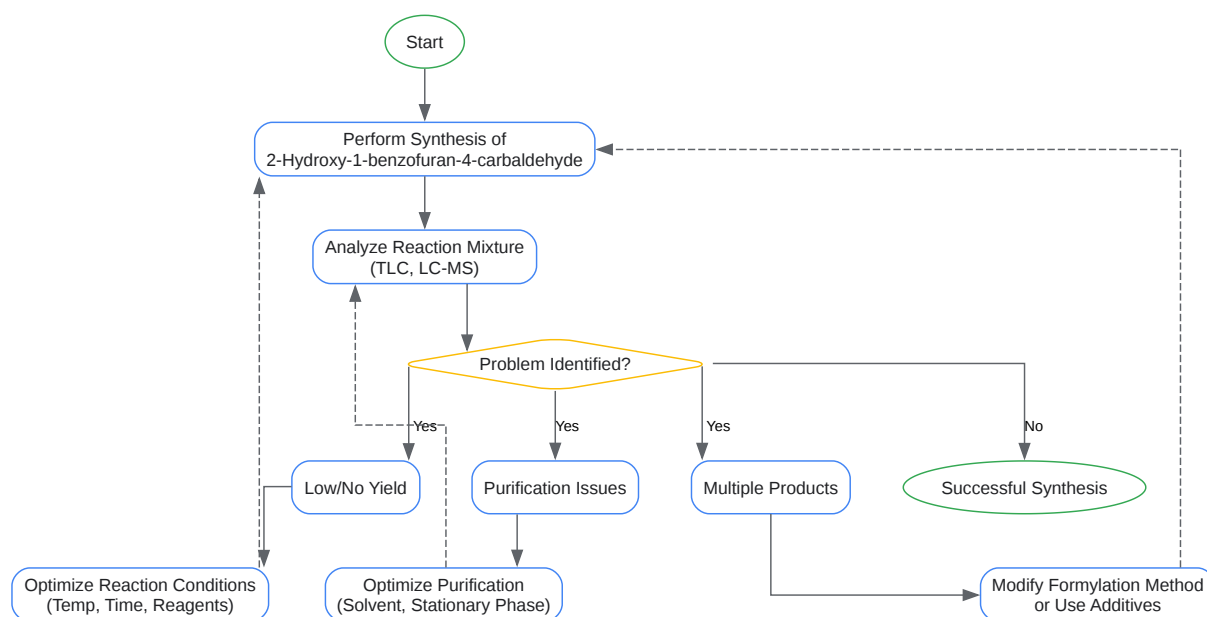 Start
Perform Synthesis of
2-Hydroxy-1-benzofuran-4-carbaldehyde
Analyze Reaction Mixture
(TLC, LC-MS)
Problem Identified?
Yes
Yes
Yes
No
Low/No Yield
Purification Issues
Multiple Products
Successful Synthesis
Optimize Reaction Conditions
(Temp, Time, Reagents)
Optimize Purification
(Solvent, Stationary Phase)
Modify Formylation Method
or Use Additives